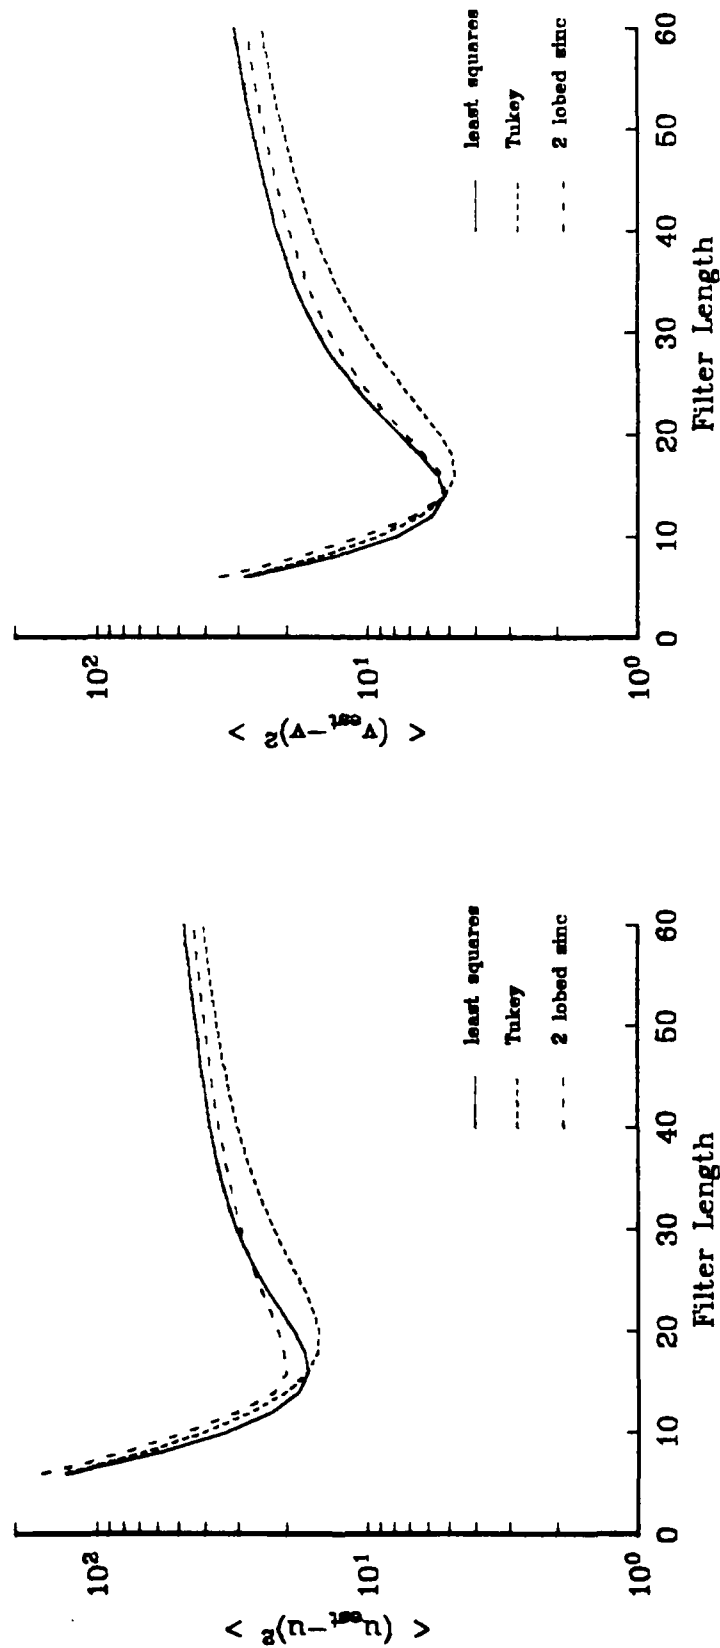 < (u_est-u)² >
10²
10¹
10⁰
0 10 20 30 40 50 60
Filter Length
least squares
Tukey
2 lobed sinc
< (v_est-v)² >
10²
10¹
10⁰
0 10 20 30 40 50 60
Filter Length
least squares
Tukey
2 lobed sinc